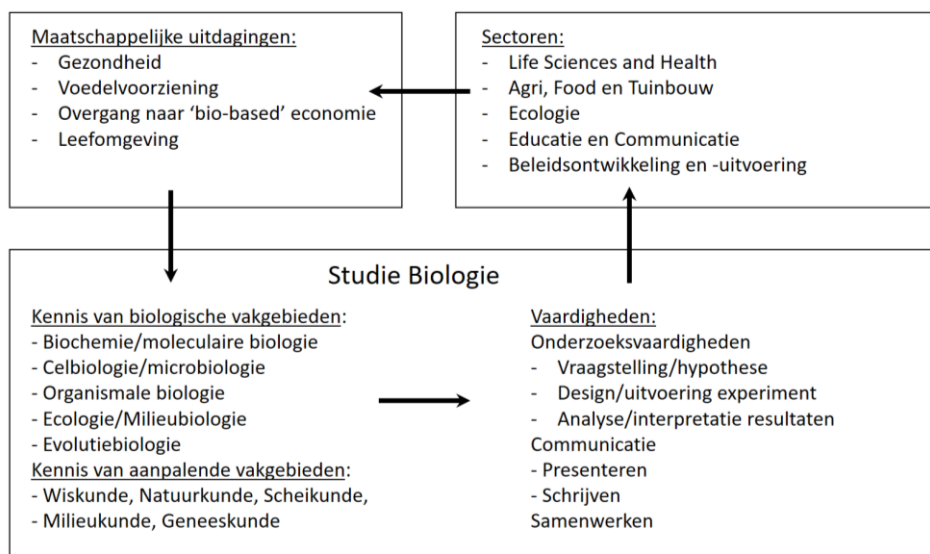 Maatschappelijke uitdagingen:
- Gezondheid
- Voedelvoorziening
- Overgang naar ‘bio-based’ economie
- Leefomgeving
Sectoren:
- Life Sciences and Health
- Agri, Food en Tuinbouw
- Ecologie
- Educatie en Communicatie
- Beleidsontwikkeling en -uitvoering
Studie Biologie
Kennis van biologische vakgebieden:
- Biochemie/moleculaire biologie
- Celbiologie/microbiologie
- Organismale biologie
- Ecologie/Milieubiologie
- Evolutiebiologie
Kennis van aanpalende vakgebieden:
- Wiskunde, Natuurkunde, Scheikunde,
- Milieukunde, Geneeskunde
Vaardigheden:
Onderzoeksvaardigheden
- Vraagstelling/hypothese
- Design/uitvoering experiment
- Analyse/interpretatie resultaten
Communicatie
- Presenteren
- Schrijven
Samenwerken